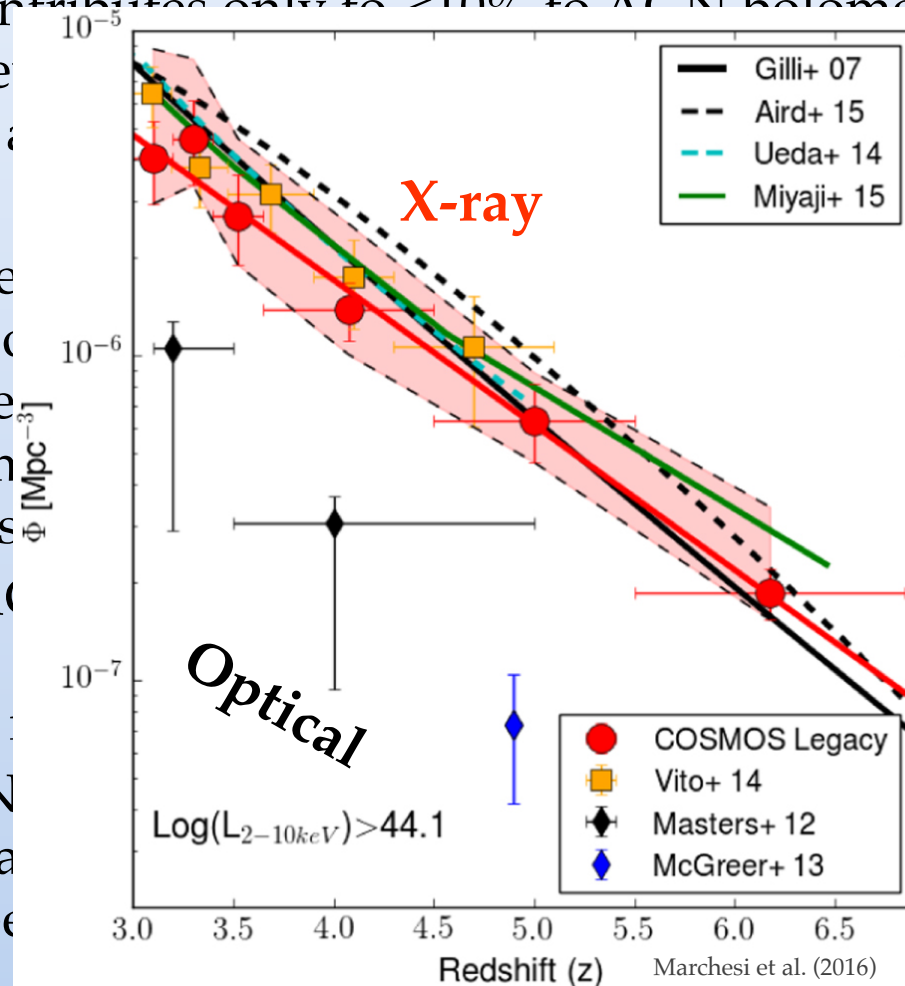 10⁻⁵
Gilli+ 07
Aird+ 15
Ueda+ 14
Miyaji+ 15
X-ray
10⁻⁶
Φ [Mpc⁻³]
10⁻⁷
Optical
COSMOS Legacy
Vito+ 14
Masters+ 12
McGreer+ 13
Log(L₂₋₁₀ₖₑV)>44.1
3.0 3.5 4.0 4.5 5.0 5.5 6.0 6.5
Redshift (z)
Marchesi et al. (2016)